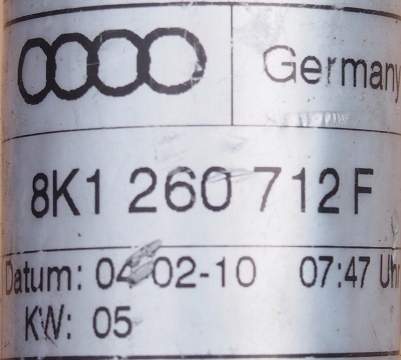 Germany
8K1 260 712 F
Datum: 04-02-10 07:47 Uhr
KW: 05